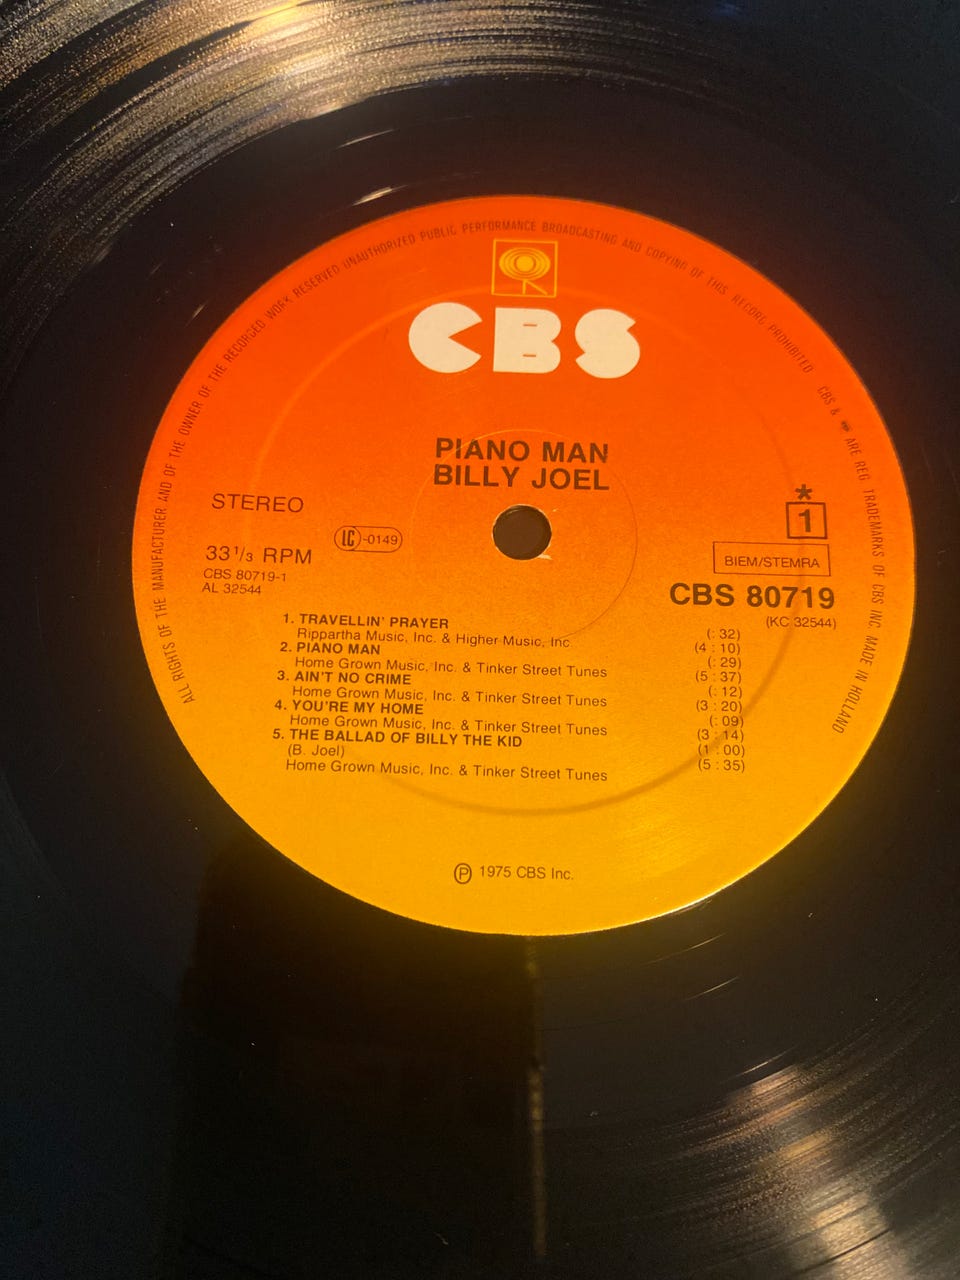 ALL RIGHTS OF THE MANUFACTURER AND OF THE OWNER OF THE RECORDED WORK RESERVED UNAUTHORIZED PUBLIC PERFORMANCE BROADCASTING AND COPYING OF THIS RECORD PROHIBITED CBS & ARE REG TRADEMARKS OF CBS INC. MADE IN HOLLAND
CBS
PIANO MAN
BILLY JOEL
STEREO
LC-0149
* 1
33 1/3 RPM
BIEM/STEMRA
CBS 80719-1
CBS 80719
AL 32544
(KC 32544)
1. TRAVELLIN' PRAYER (: 32)
Rippartha Music, Inc. & Higher Music, Inc (4 : 10)
2. PIANO MAN (: 29)
Home Grown Music, Inc. & Tinker Street Tunes (5 : 37)
3. AIN'T NO CRIME (: 12)
Home Grown Music, Inc. & Tinker Street Tunes (3 : 20)
4. YOU'RE MY HOME (: 09)
Home Grown Music, Inc. & Tinker Street Tunes (3 : 14)
5. THE BALLAD OF BILLY THE KID (1 : 00)
(B. Joel) (5 : 35)
Home Grown Music, Inc. & Tinker Street Tunes
Ⓟ 1975 CBS Inc.